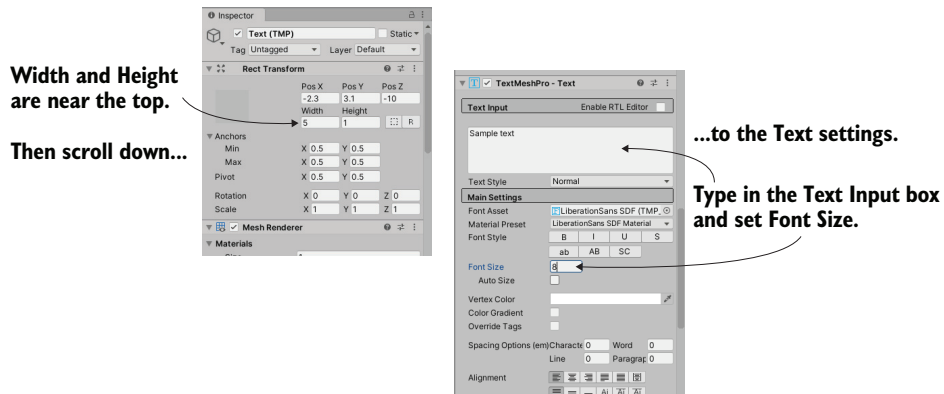 Inspector
Text (TMP)
Static
Tag Untagged Layer Default
Rect Transform
Pos X Pos Y Pos Z
-2.3 3.1 -10
Width Height
5 1
R
Anchors
Min X 0.5 Y 0.5
Max X 0.5 Y 0.5
Pivot X 0.5 Y 0.5
Rotation X 0 Y 0 Z 0
Scale X 1 Y 1 Z 1
Mesh Renderer
Materials
Width and Height
are near the top.
Then scroll down...
TextMeshPro - Text
Text Input Enable RTL Editor
Sample text
Text Style Normal
Main Settings
Font Asset LiberationSans SDF (TMP_
Material Preset LiberationSans SDF Material
Font Style B I U S
ab AB SC
Font Size 8
Auto Size
Vertex Color
Color Gradient
Override Tags
Spacing Options (em) Characte 0 Word 0
Line 0 Paragrap 0
Alignment
...to the Text settings.
Type in the Text Input box
and set Font Size.